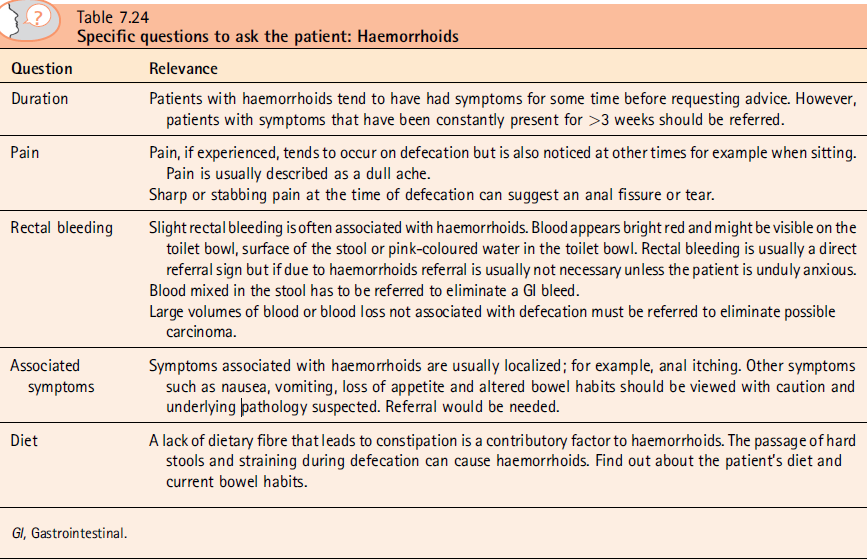 ?
Table 7.24
Specific questions to ask the patient: Haemorrhoids
Question Relevance
Duration Patients with haemorrhoids tend to have had symptoms for some time before requesting advice. However,
patients with symptoms that have been constantly present for >3 weeks should be referred.
Pain Pain, if experienced, tends to occur on defecation but is also noticed at other times for example when sitting.
Pain is usually described as a dull ache.
Sharp or stabbing pain at the time of defecation can suggest an anal fissure or tear.
Rectal bleeding Slight rectal bleeding is often associated with haemorrhoids. Blood appears bright red and might be visible on the
toilet bowl, surface of the stool or pink-coloured water in the toilet bowl. Rectal bleeding is usually a direct
referral sign but if due to haemorrhoids referral is usually not necessary unless the patient is unduly anxious.
Blood mixed in the stool has to be referred to eliminate a GI bleed.
Large volumes of blood or blood loss not associated with defecation must be referred to eliminate possible
carcinoma.
Associated Symptoms associated with haemorrhoids are usually localized; for example, anal itching. Other symptoms
symptoms such as nausea, vomiting, loss of appetite and altered bowel habits should be viewed with caution and
underlying pathology suspected. Referral would be needed.
Diet A lack of dietary fibre that leads to constipation is a contributory factor to haemorrhoids. The passage of hard
stools and straining during defecation can cause haemorrhoids. Find out about the patient's diet and
current bowel habits.
GI, Gastrointestinal.